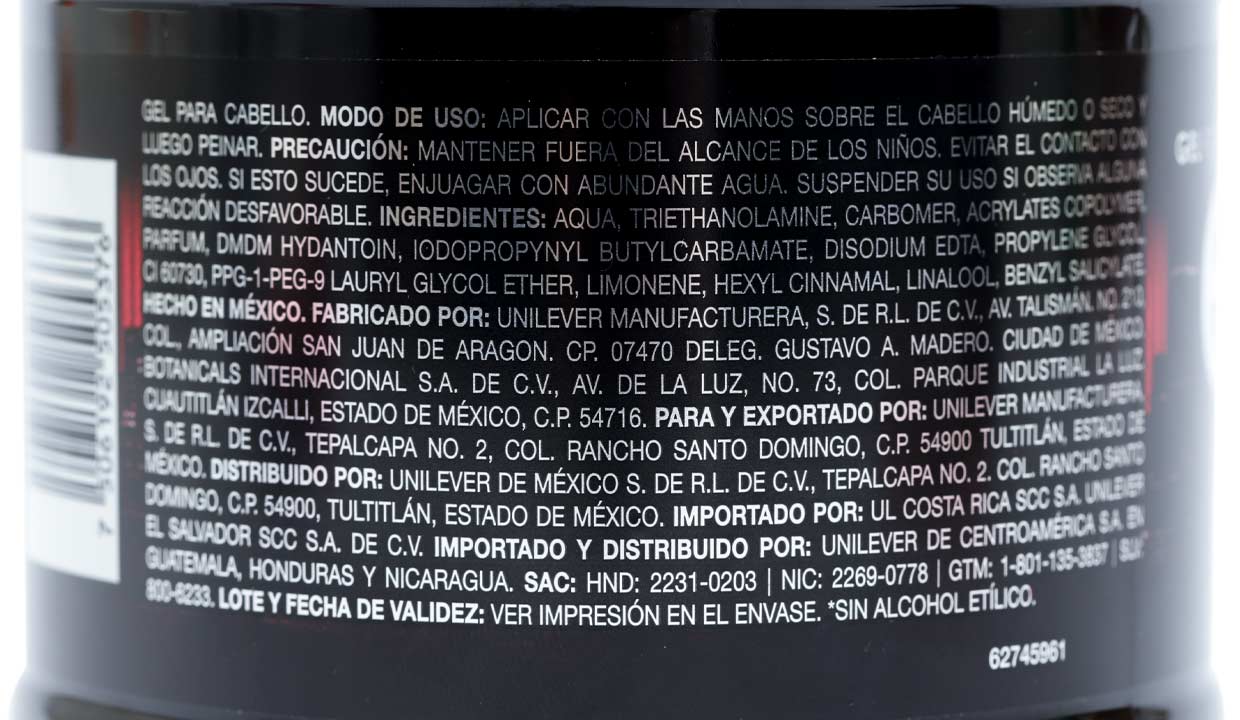 GEL PARA CABELLO. MODO DE USO: APLICAR CON LAS MANOS SOBRE EL CABELLO HÚMEDO O SECO Y
LUEGO PEINAR. PRECAUCIÓN: MANTENER FUERA DEL ALCANCE DE LOS NIÑOS. EVITAR EL CONTACTO CON
LOS OJOS. SI ESTO SUCEDE, ENJUAGAR CON ABUNDANTE AGUA. SUSPENDER SU USO SI OBSERVA ALGUNA
REACCIÓN DESFAVORABLE. INGREDIENTES: AQUA, TRIETHANOLAMINE, CARBOMER, ACRYLATES COPOLYMER,
PARFUM, DMDM HYDANTOIN, IODOPROPYNYL BUTYLCARBAMATE, DISODIUM EDTA, PROPYLENE GLYCOL,
CI 60730, PPG-1-PEG-9 LAURYL GLYCOL ETHER, LIMONENE, HEXYL CINNAMAL, LINALOOL, BENZYL SALICYLATE.
HECHO EN MÉXICO. FABRICADO POR: UNILEVER MANUFACTURERA, S. DE R.L. DE C.V., AV. TALISMÁN. NO. 210,
COL, AMPLIACIÓN SAN JUAN DE ARAGON. CP. 07470 DELEG. GUSTAVO A. MADERO. CIUDAD DE MÉXICO.
BOTANICALS INTERNACIONAL S.A. DE C.V., AV. DE LA LUZ, NO. 73, COL. PARQUE INDUSTRIAL LA LUZ,
CUAUTITLÁN IZCALLI, ESTADO DE MÉXICO, C.P. 54716. PARA Y EXPORTADO POR: UNILEVER MANUFACTURERA,
S. DE R.L. DE C.V., TEPALCAPA NO. 2, COL. RANCHO SANTO DOMINGO, C.P. 54900 TULTITLÁN, ESTADO DE
MÉXICO. DISTRIBUIDO POR: UNILEVER DE MÉXICO S. DE R.L. DE C.V., TEPALCAPA NO. 2. COL. RANCHO SANTO
DOMINGO, C.P. 54900, TULTITLÁN, ESTADO DE MÉXICO. IMPORTADO POR: UL COSTA RICA SCC S.A. UNILEVER
EL SALVADOR SCC S.A. DE C.V. IMPORTADO Y DISTRIBUIDO POR: UNILEVER DE CENTROAMÉRICA S.A. EN
GUATEMALA, HONDURAS Y NICARAGUA. SAC: HND: 2231-0203 | NIC: 2269-0778 | GTM: 1-801-135-3837 | SLV:
800-6233. LOTE Y FECHA DE VALIDEZ: VER IMPRESIÓN EN EL ENVASE. *SIN ALCOHOL ETÍLICO.
62745961